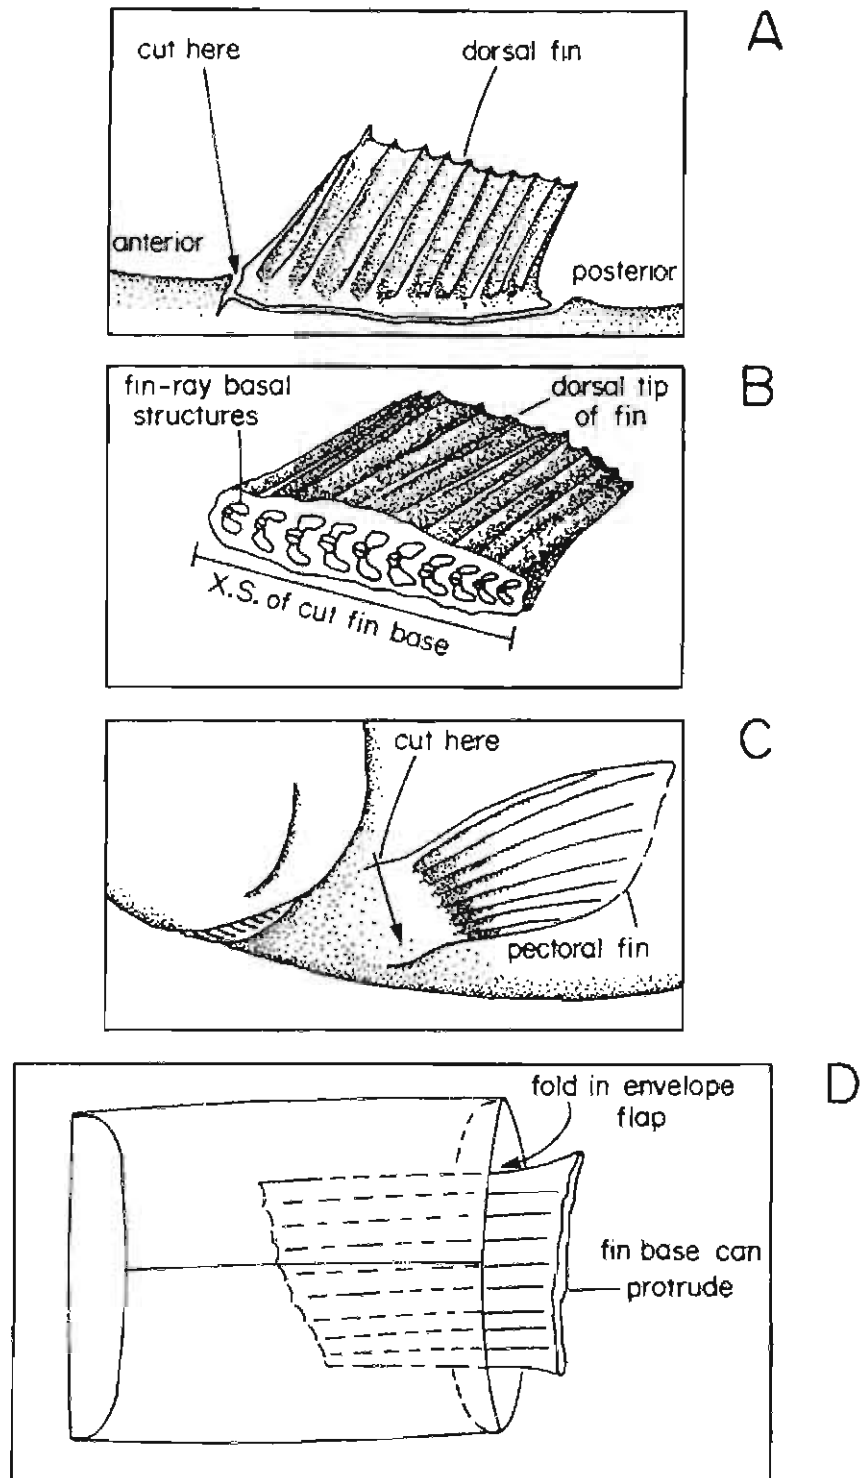 A
cut here
dorsal fin
anterior
posterior
B
fin-ray basal
structures
dorsal tip
of fin
X.S. of cut fin base
C
cut here
pectoral fin
D
fold in envelope
flap
fin base can
protrude